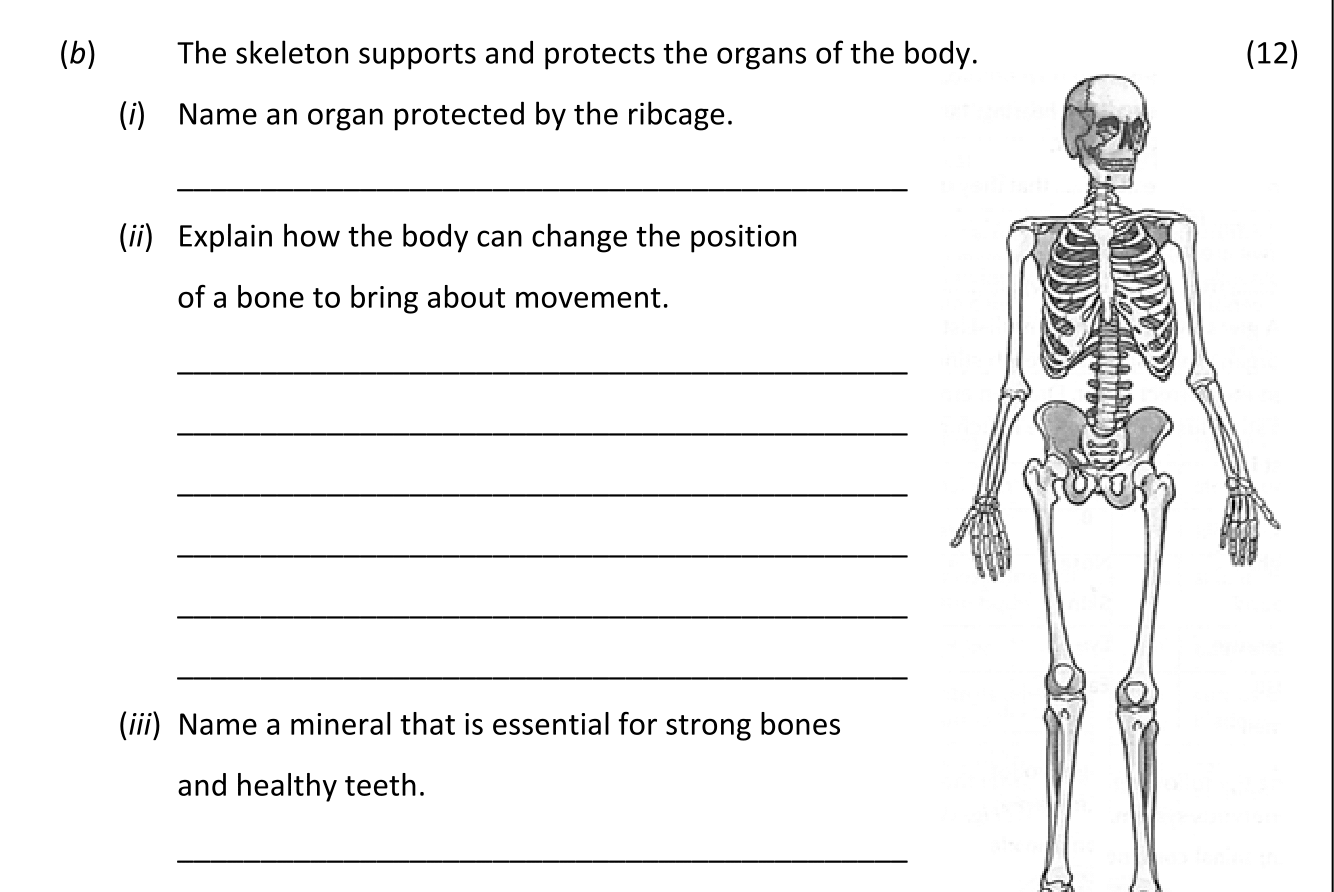 (b) The skeleton supports and protects the organs of the body. (12)
(i) Name an organ protected by the ribcage.
(ii) Explain how the body can change the position
of a bone to bring about movement.
(iii) Name a mineral that is essential for strong bones
and healthy teeth.